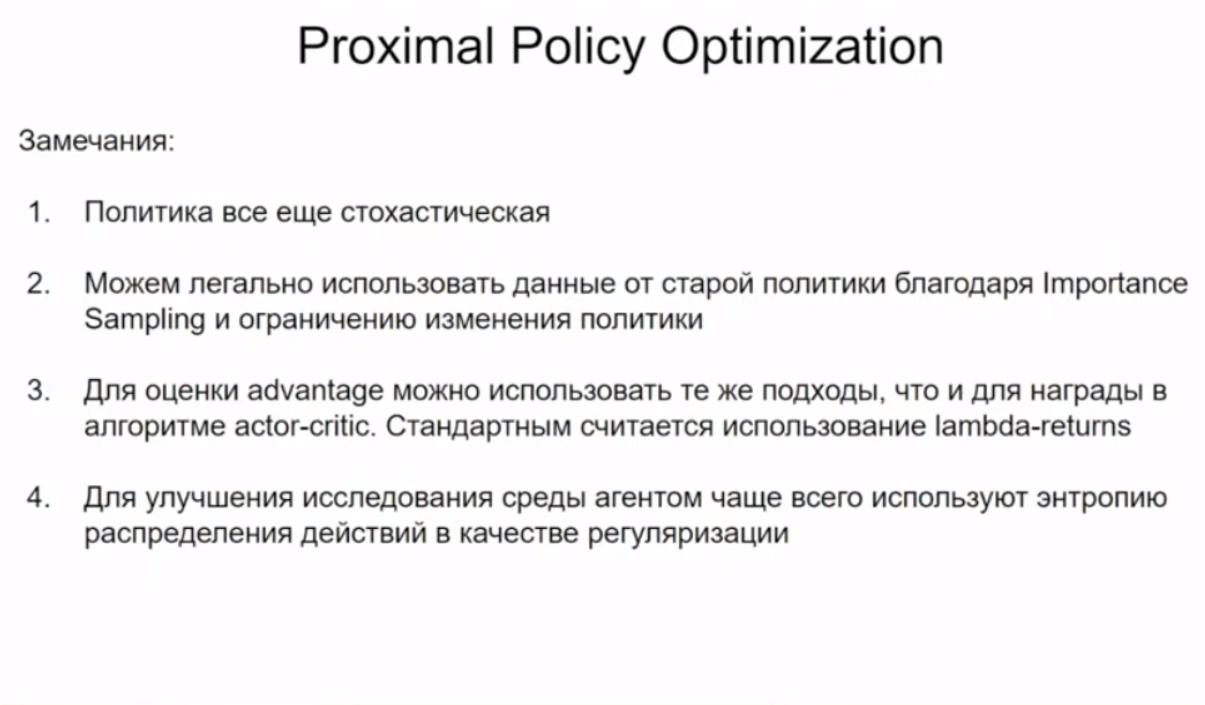 Proximal Policy Optimization
Замечания:
1. Политика все еще стохастическая
2. Можем легально использовать данные от старой политики благодаря Importance
Sampling и ограничению изменения политики
3. Для оценки advantage можно использовать те же подходы, что и для награды в
алгоритме actor-critic. Стандартным считается использование lambda-returns
4. Для улучшения исследования среды агентом чаще всего используют энтропию
распределения действий в качестве регуляризации